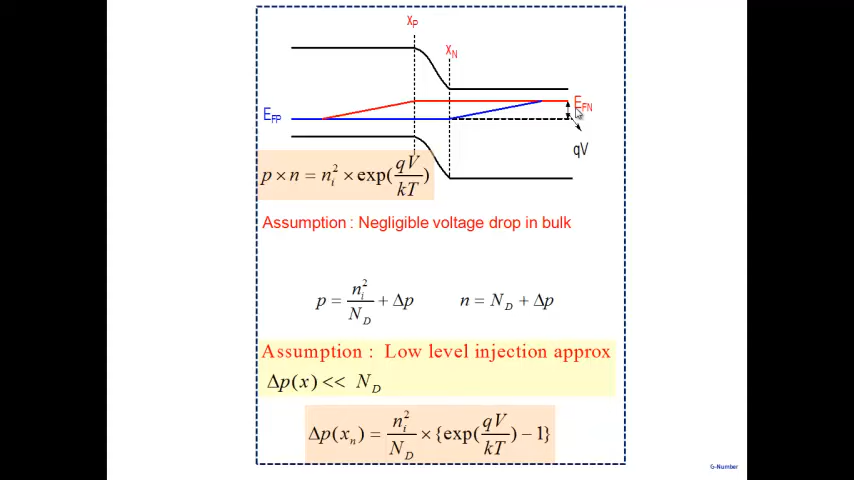 x_P
x_N
E_FN
E_FP
qV
p × n = n_i^2 × exp(qV/kT)
Assumption : Negligible voltage drop in bulk
p = n_i^2/N_D + Δp n = N_D + Δp
Assumption : Low level injection approx
Δp(x) << N_D
Δp(x_n) = n_i^2/N_D × {exp(qV/kT) − 1}
G-Number